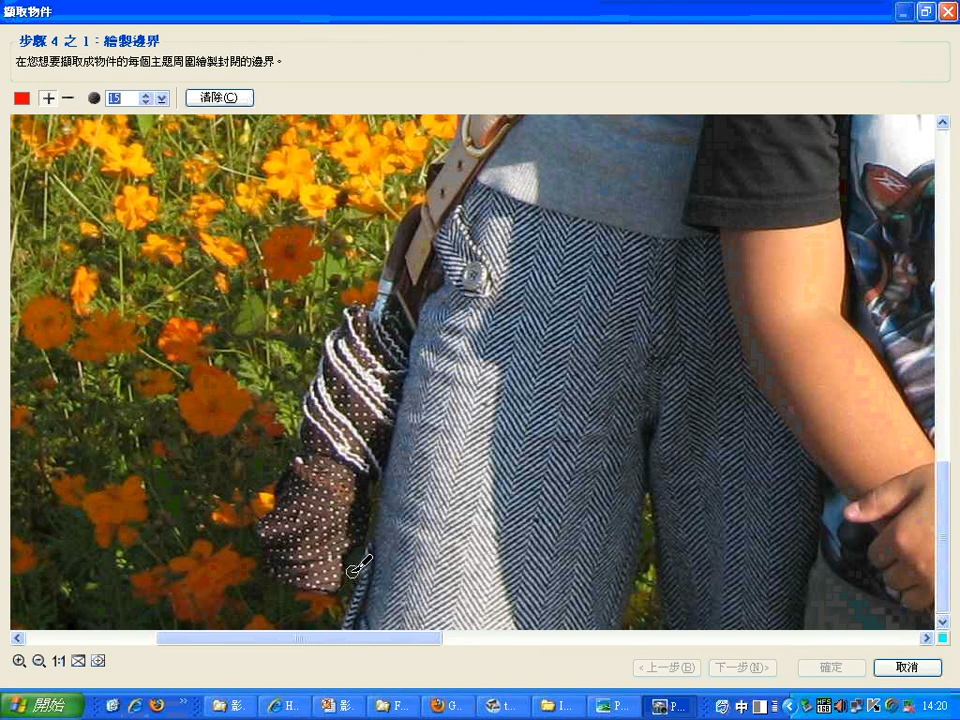 擷取物件
步驟 4 之 1：繪製邊界
在您想要擷取成物件的每個主題周圍繪製封閉的邊界。
15 清除(C)
1:1
<上一步(B) 下一步(N)> 確定 取消
開始 影. H.. 影. F... G.. t... I... P... P... 中 14:20